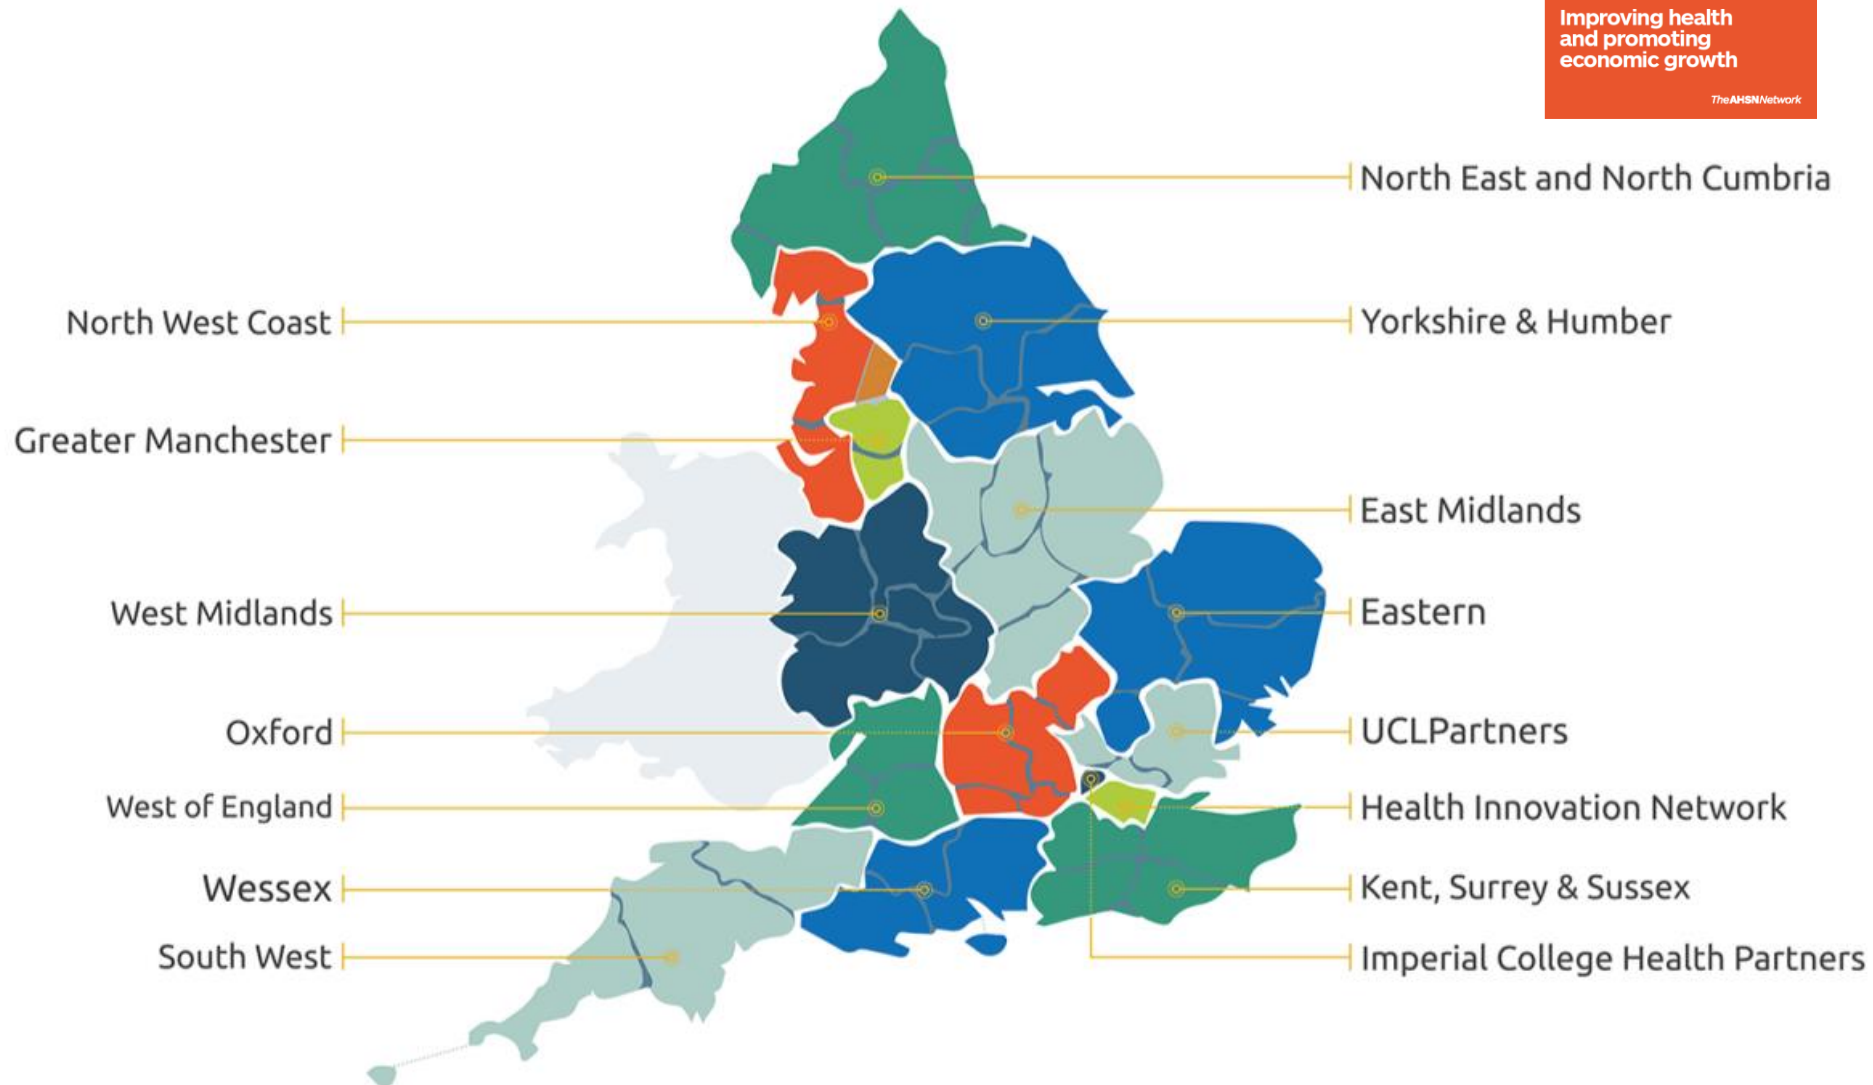 Improving health
and promoting
economic growth
TheAHSNNetwork
North East and North Cumbria
North West Coast
Yorkshire & Humber
Greater Manchester
East Midlands
West Midlands
Eastern
Oxford
UCLPartners
West of England
Health Innovation Network
Wessex
Kent, Surrey & Sussex
South West
Imperial College Health Partners